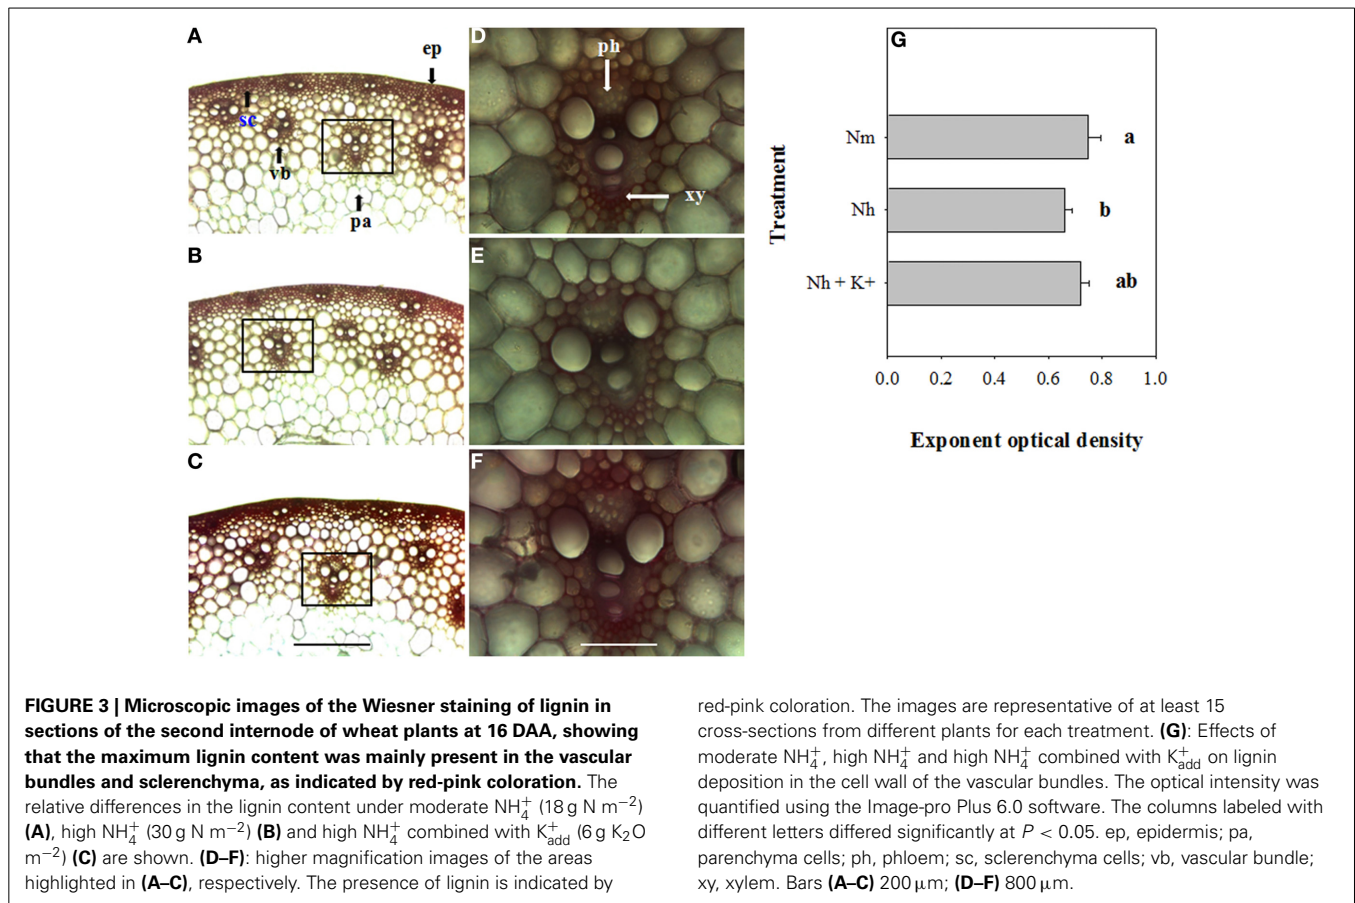 A
ep
sc
vb
pa
B
C
D
ph
xy
E
F
G
Treatment
Nm
a
Nh
b
Nh + K+
ab
0.0 0.2 0.4 0.6 0.8 1.0
Exponent optical density
FIGURE 3 | Microscopic images of the Wiesner staining of lignin in
sections of the second internode of wheat plants at 16 DAA, showing
that the maximum lignin content was mainly present in the vascular
bundles and sclerenchyma, as indicated by red-pink coloration. The
relative differences in the lignin content under moderate NH₄⁺ (18 g N m⁻²)
(A), high NH₄⁺ (30 g N m⁻²) (B) and high NH₄⁺ combined with K⁺add (6 g K₂O
m⁻²) (C) are shown. (D–F): higher magnification images of the areas
highlighted in (A–C), respectively. The presence of lignin is indicated by
red-pink coloration. The images are representative of at least 15
cross-sections from different plants for each treatment. (G): Effects of
moderate NH₄⁺, high NH₄⁺ and high NH₄⁺ combined with K⁺add on lignin
deposition in the cell wall of the vascular bundles. The optical intensity was
quantified using the Image-pro Plus 6.0 software. The columns labeled with
different letters differed significantly at P < 0.05. ep, epidermis; pa,
parenchyma cells; ph, phloem; sc, sclerenchyma cells; vb, vascular bundle;
xy, xylem. Bars (A–C) 200 μm; (D–F) 800 μm.